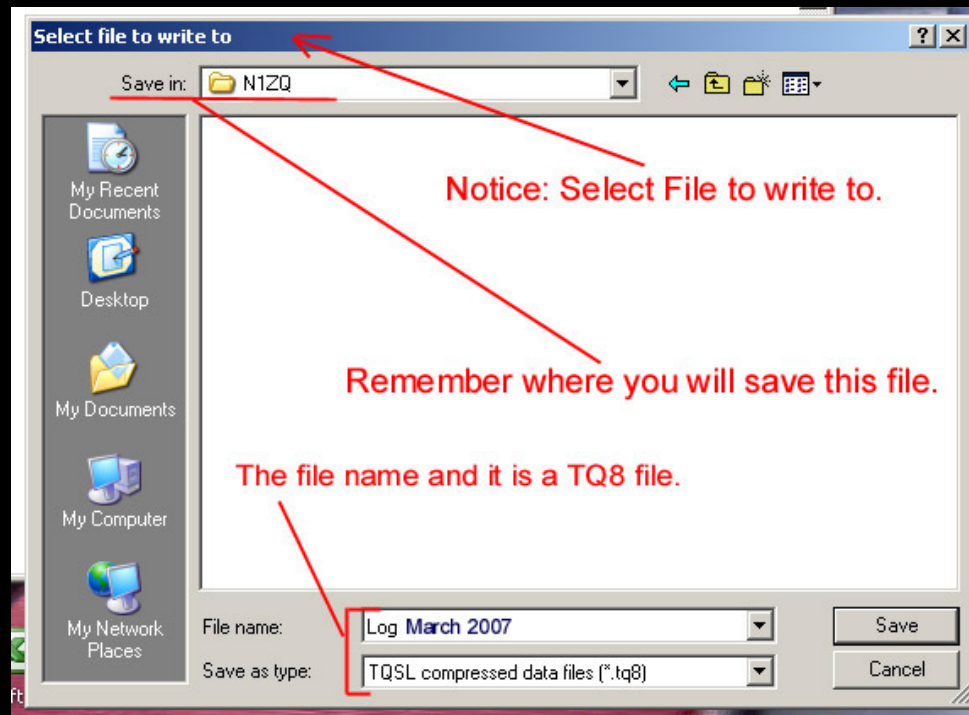 Select file to write to
Save in: N1ZQ
Notice: Select File to write to.
My Recent
Documents
Desktop
Remember where you will save this file.
My Documents
The file name and it is a TQ8 file.
My Computer
My Network
Places
File name: Log March 2007 Save
Save as type: TQSL compressed data files (*.tq8) Cancel
ft